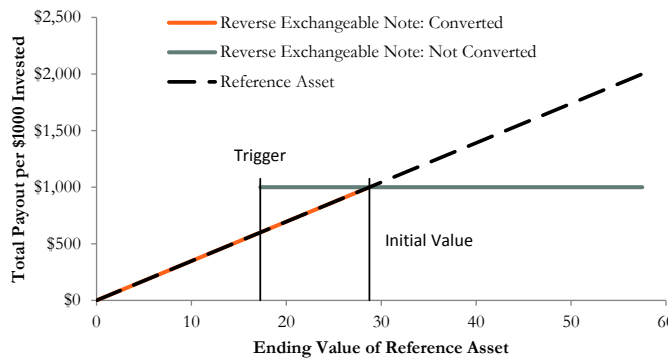 Reverse Exchangeable Note: Converted
Reverse Exchangeable Note: Not Converted
Reference Asset
Total Payout per $1000 Invested
$2,500
$2,000
$1,500
$1,000
$500
$0
Trigger
Initial Value
0 10 20 30 40 50 60
Ending Value of Reference Asset